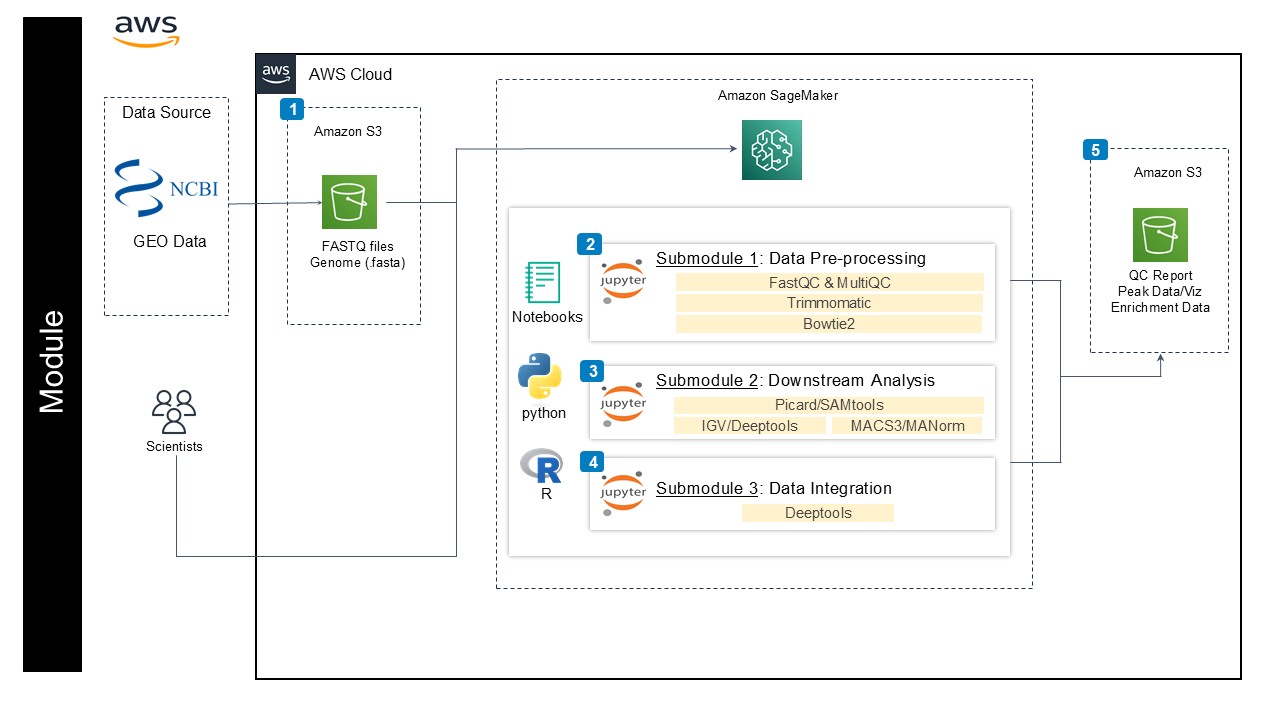 Module
aws
aws
AWS Cloud
Data Source
NCBI
GEO Data
Scientists
1
Amazon S3
FASTQ files
Genome (.fasta)
Amazon SageMaker
Notebooks
python
R
2
jupyter
Submodule 1: Data Pre-processing
FastQC & MultiQC
Trimmomatic
Bowtie2
3
jupyter
Submodule 2: Downstream Analysis
Picard/SAMtools
IGV/Deeptools
MACS3/MANorm
4
jupyter
Submodule 3: Data Integration
Deeptools
5
Amazon S3
QC Report
Peak Data/Viz
Enrichment Data